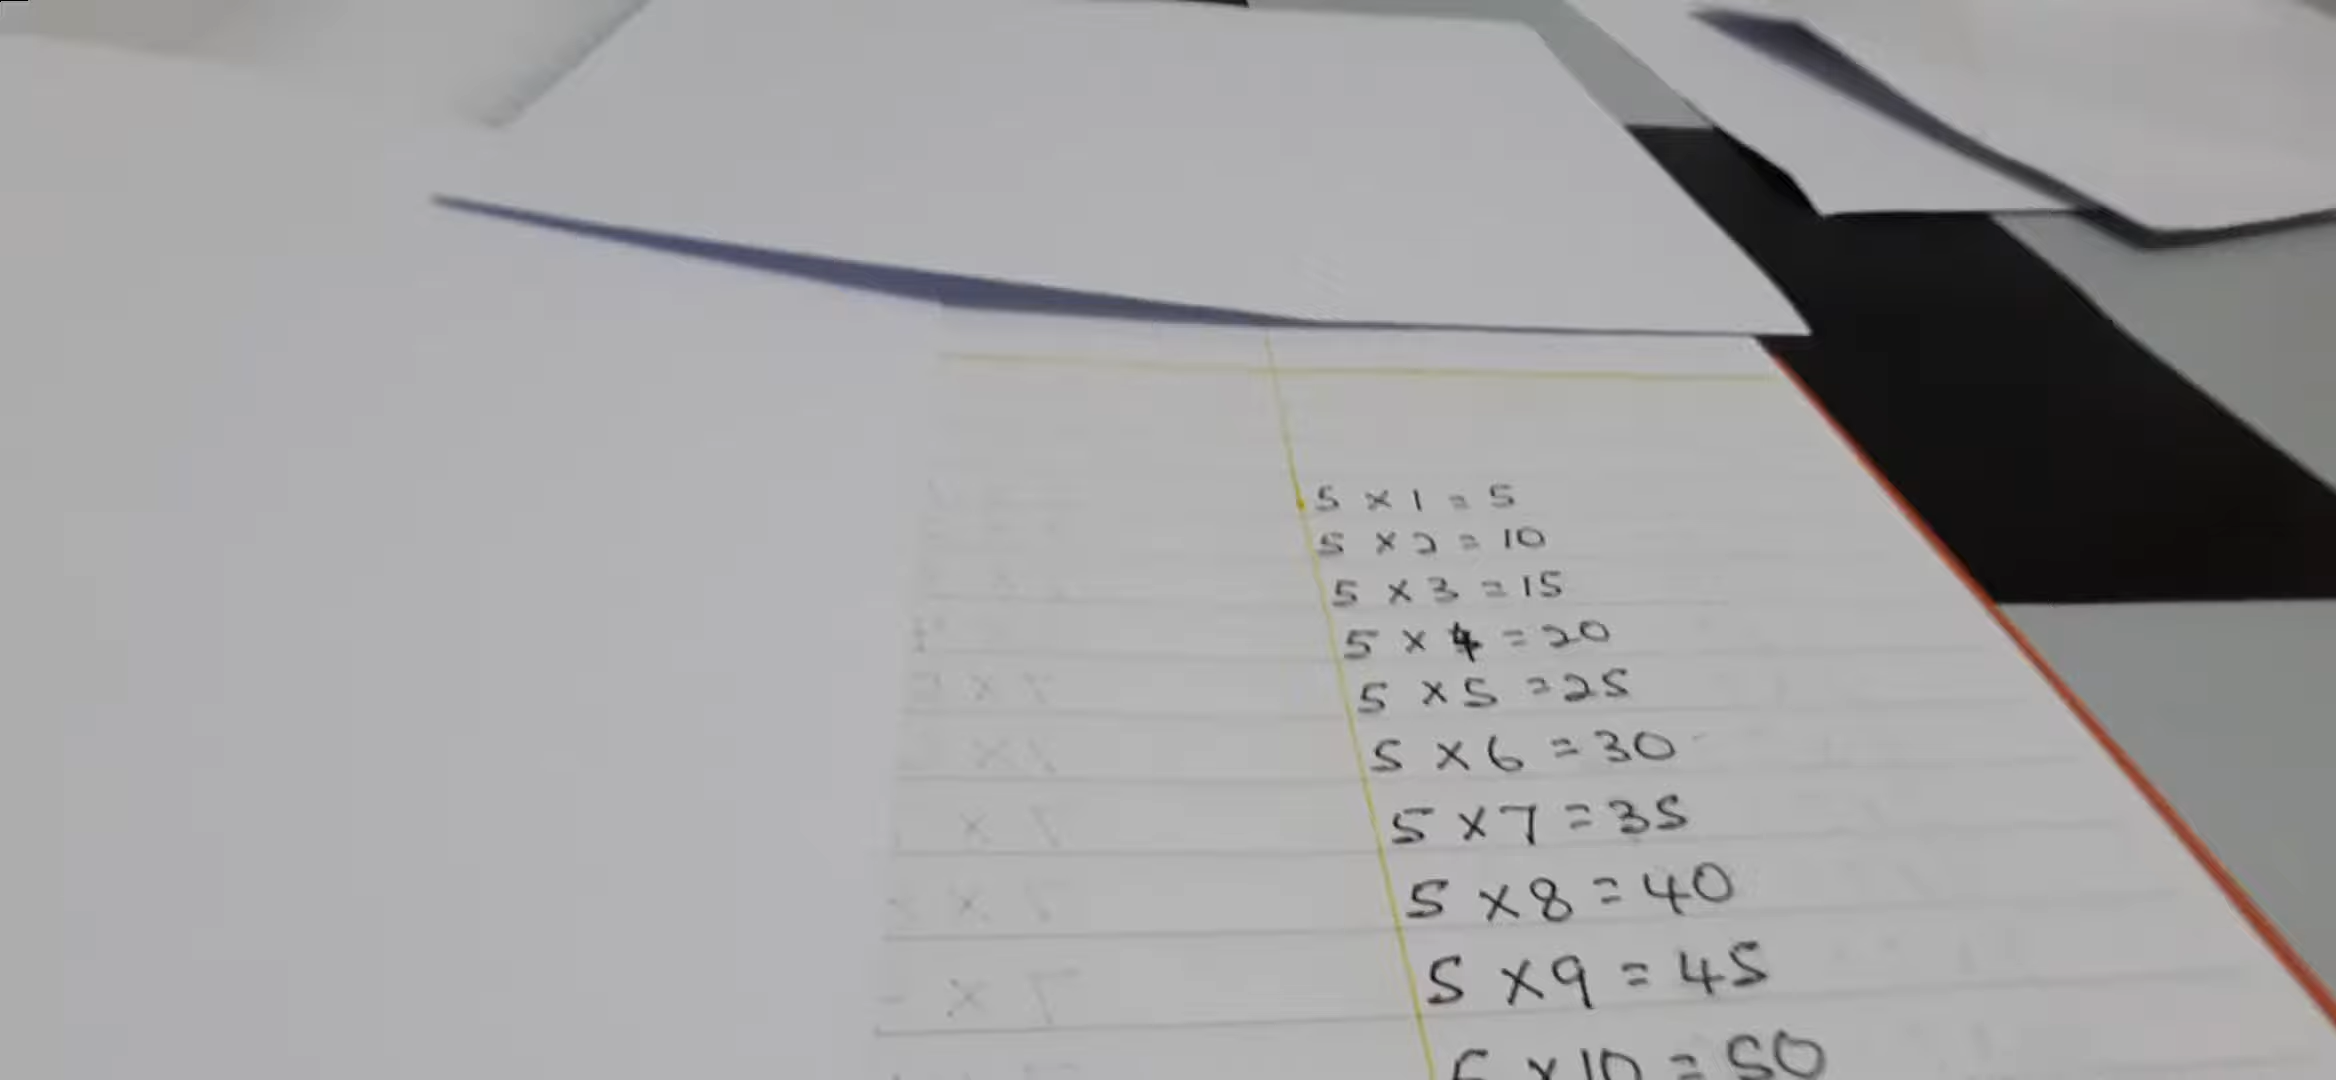 5 x 1 = 5
5 x 2 = 10
5 x 3 = 15
5 x 4 = 20
5 x 5 = 25
5 x 6 = 30
5 x 7 = 35
5 x 8 = 40
5 x 9 = 45
5 x 10 = 50